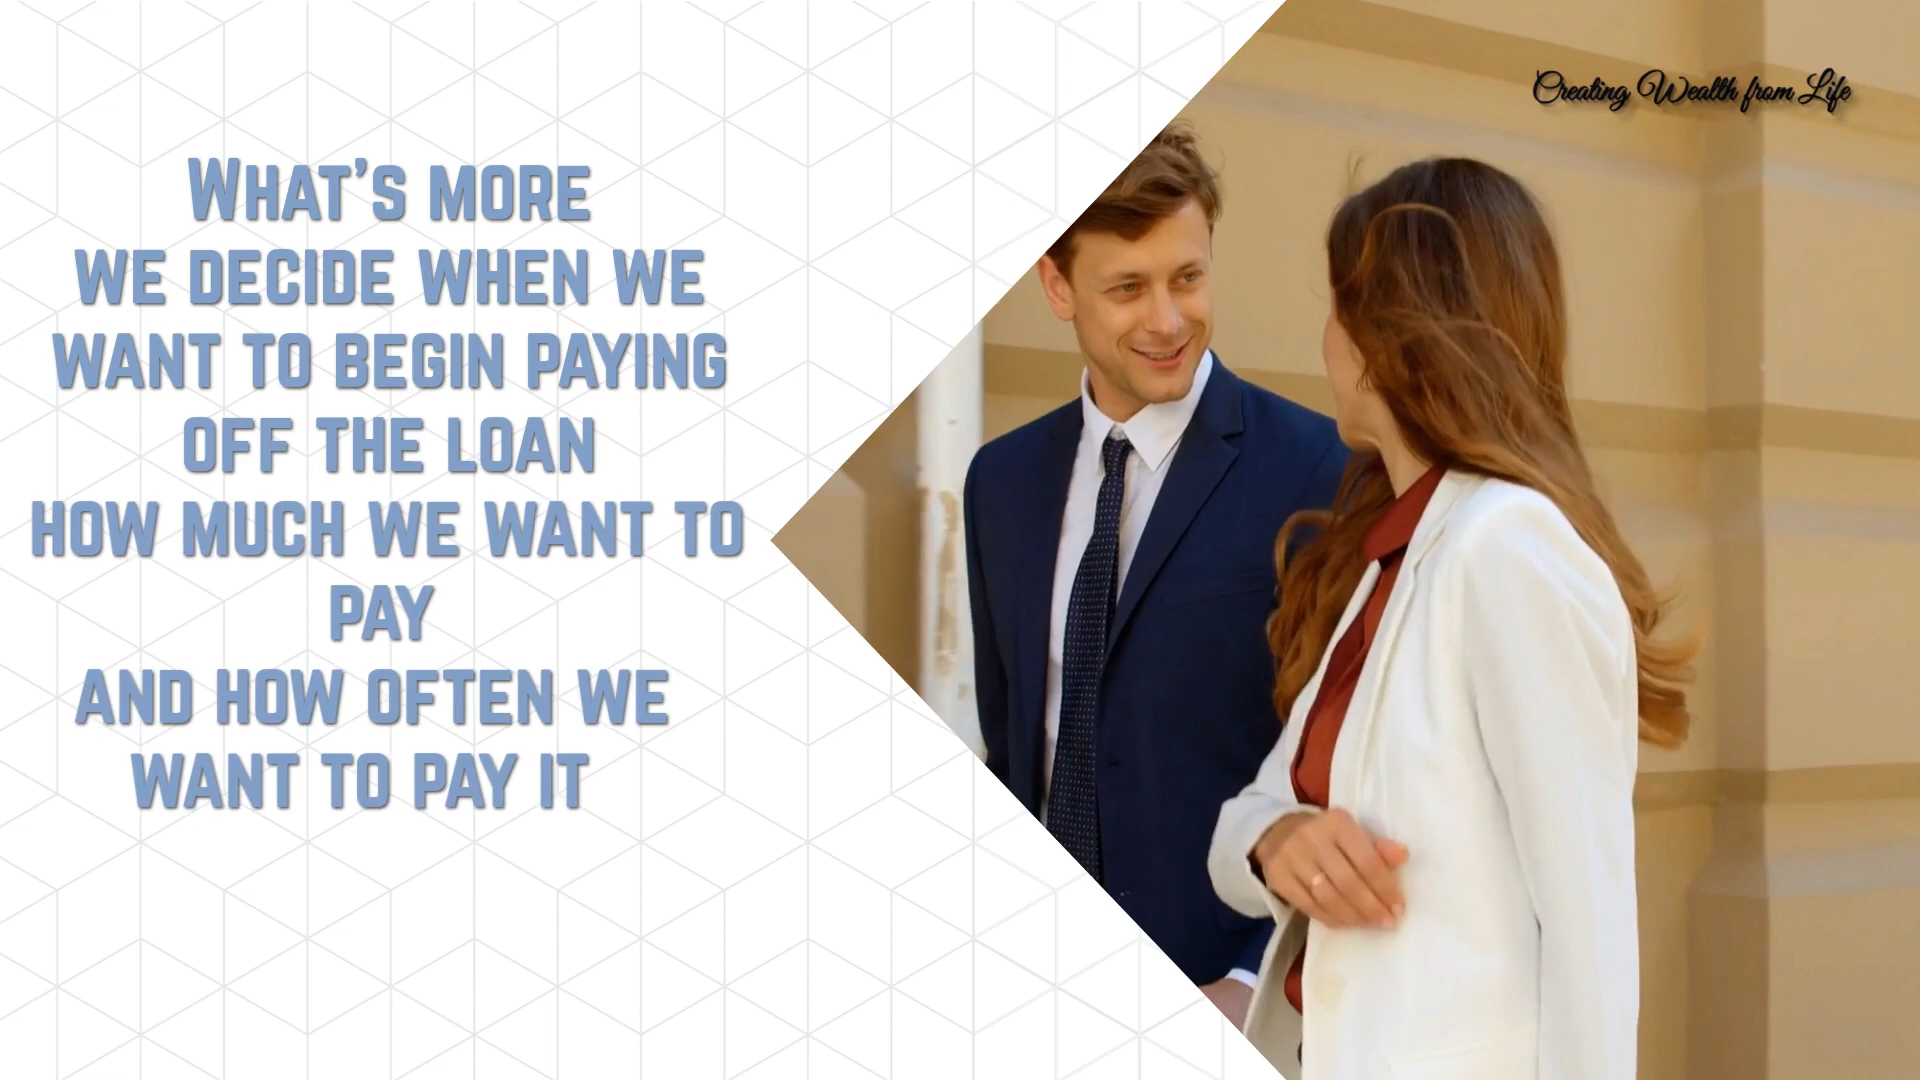 What's more
we decide when we
want to begin paying
off the loan
how much we want to
pay
and how often we
want to pay it
Creating Wealth from Life